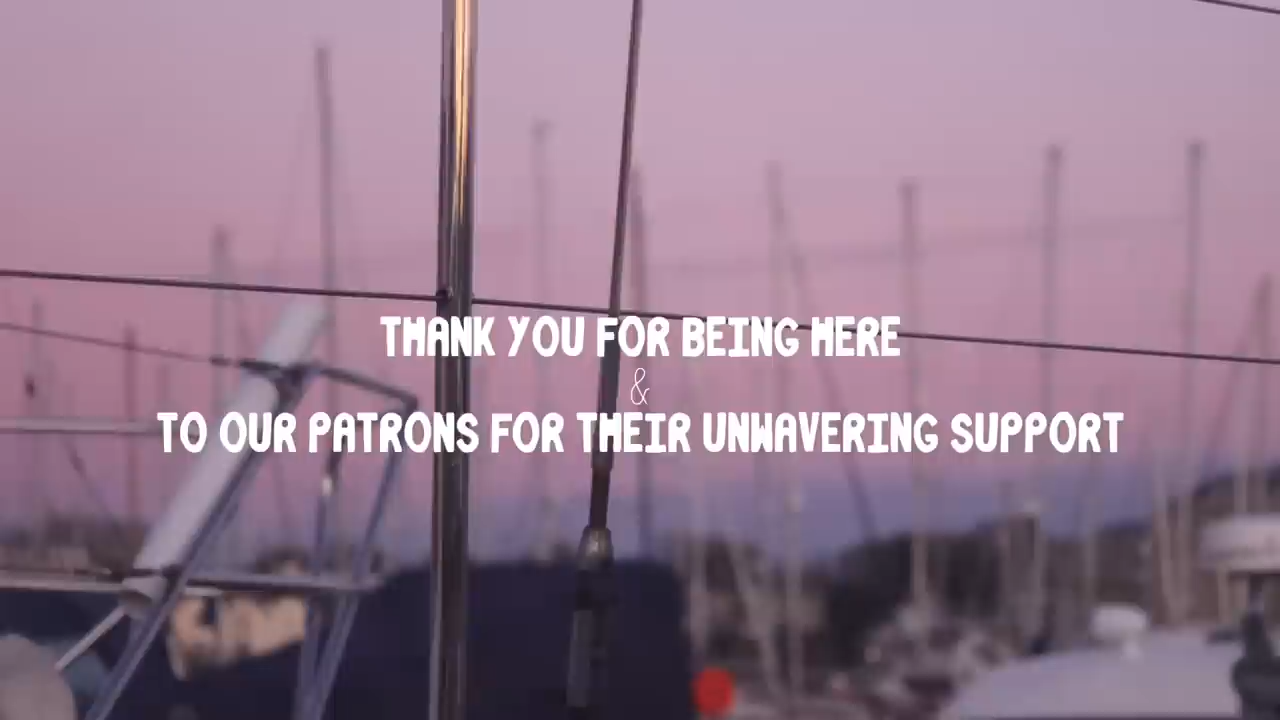 THANK YOU FOR BEING HERE
&
TO OUR PATRONS FOR THEIR UNWAVERING SUPPORT